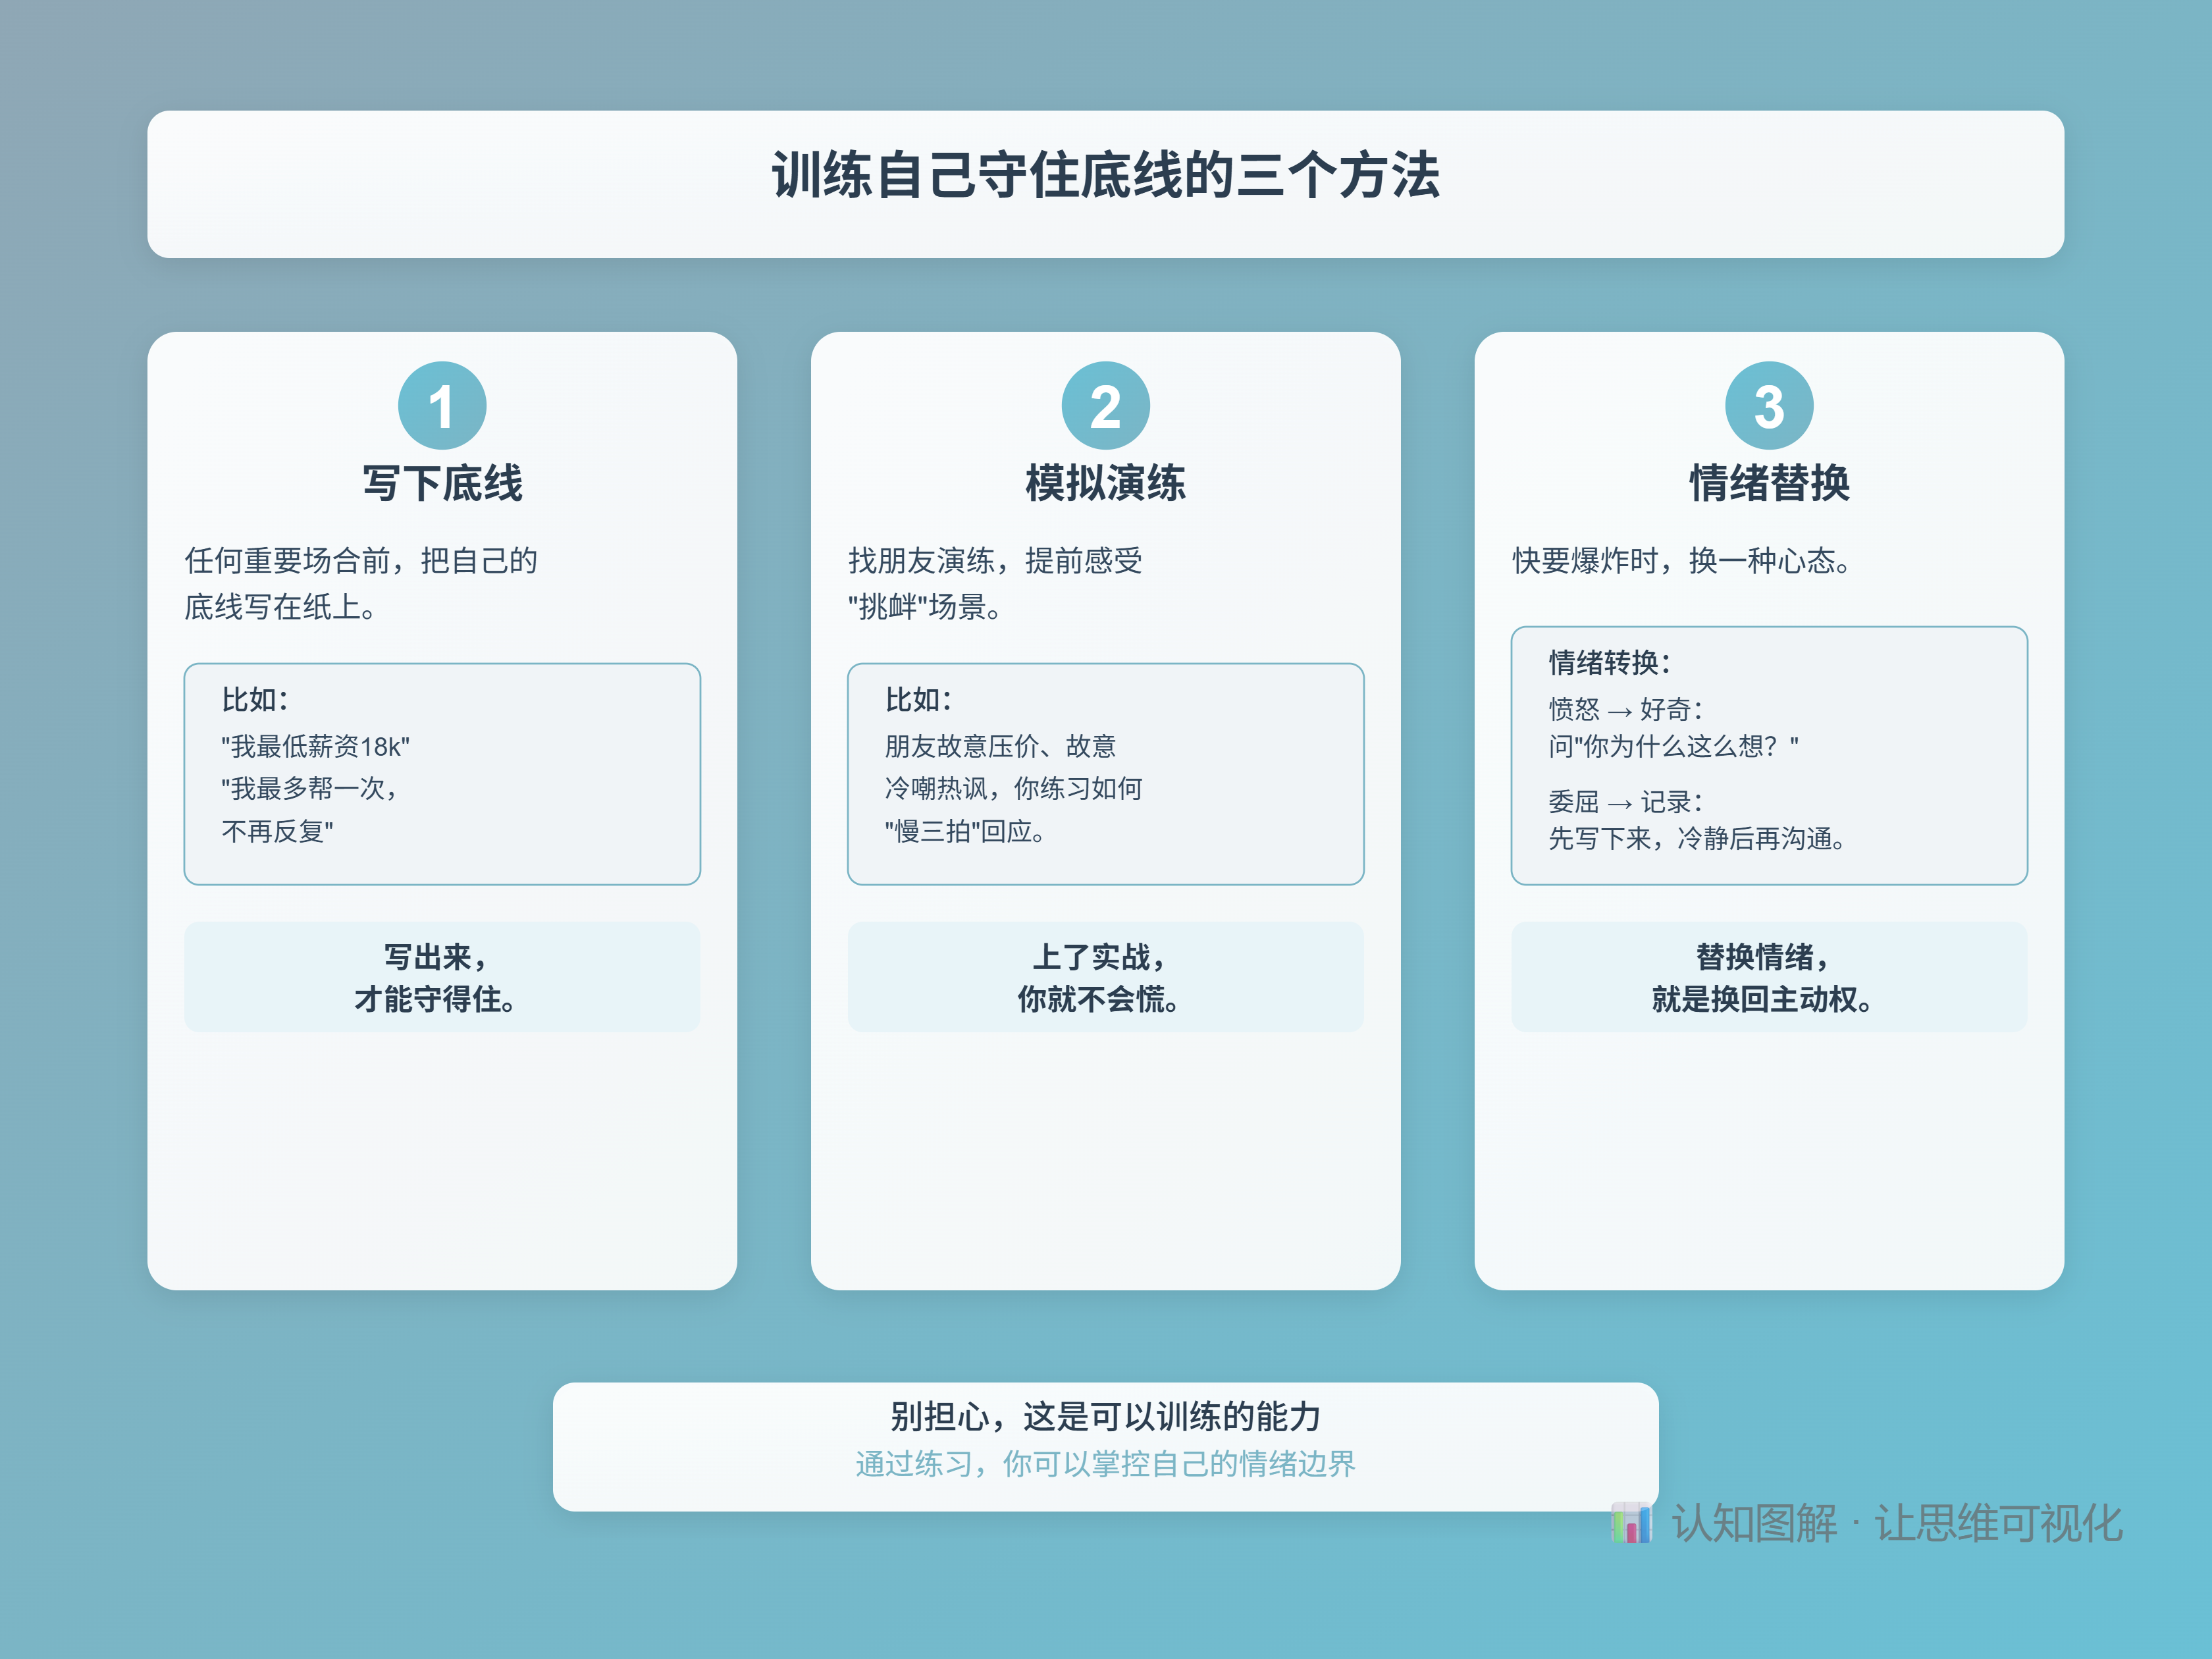 训练自己守住底线的三个方法
1
写下底线
任何重要场合前，把自己的
底线写在纸上。
比如：
"我最低薪资18k"
"我最多帮一次，
不再反复"
写出来，
才能守得住。
2
模拟演练
找朋友演练，提前感受
"挑衅"场景。
比如：
朋友故意压价、故意
冷嘲热讽，你练习如何
"慢三拍"回应。
上了实战，
你就不会慌。
3
情绪替换
快要爆炸时，换一种心态。
情绪转换：
愤怒 → 好奇：
问"你为什么这么想？"
委屈 → 记录：
先写下来，冷静后再沟通。
替换情绪，
就是换回主动权。
别担心，这是可以训练的能力
通过练习，你可以掌控自己的情绪边界
认知图解 · 让思维可视化